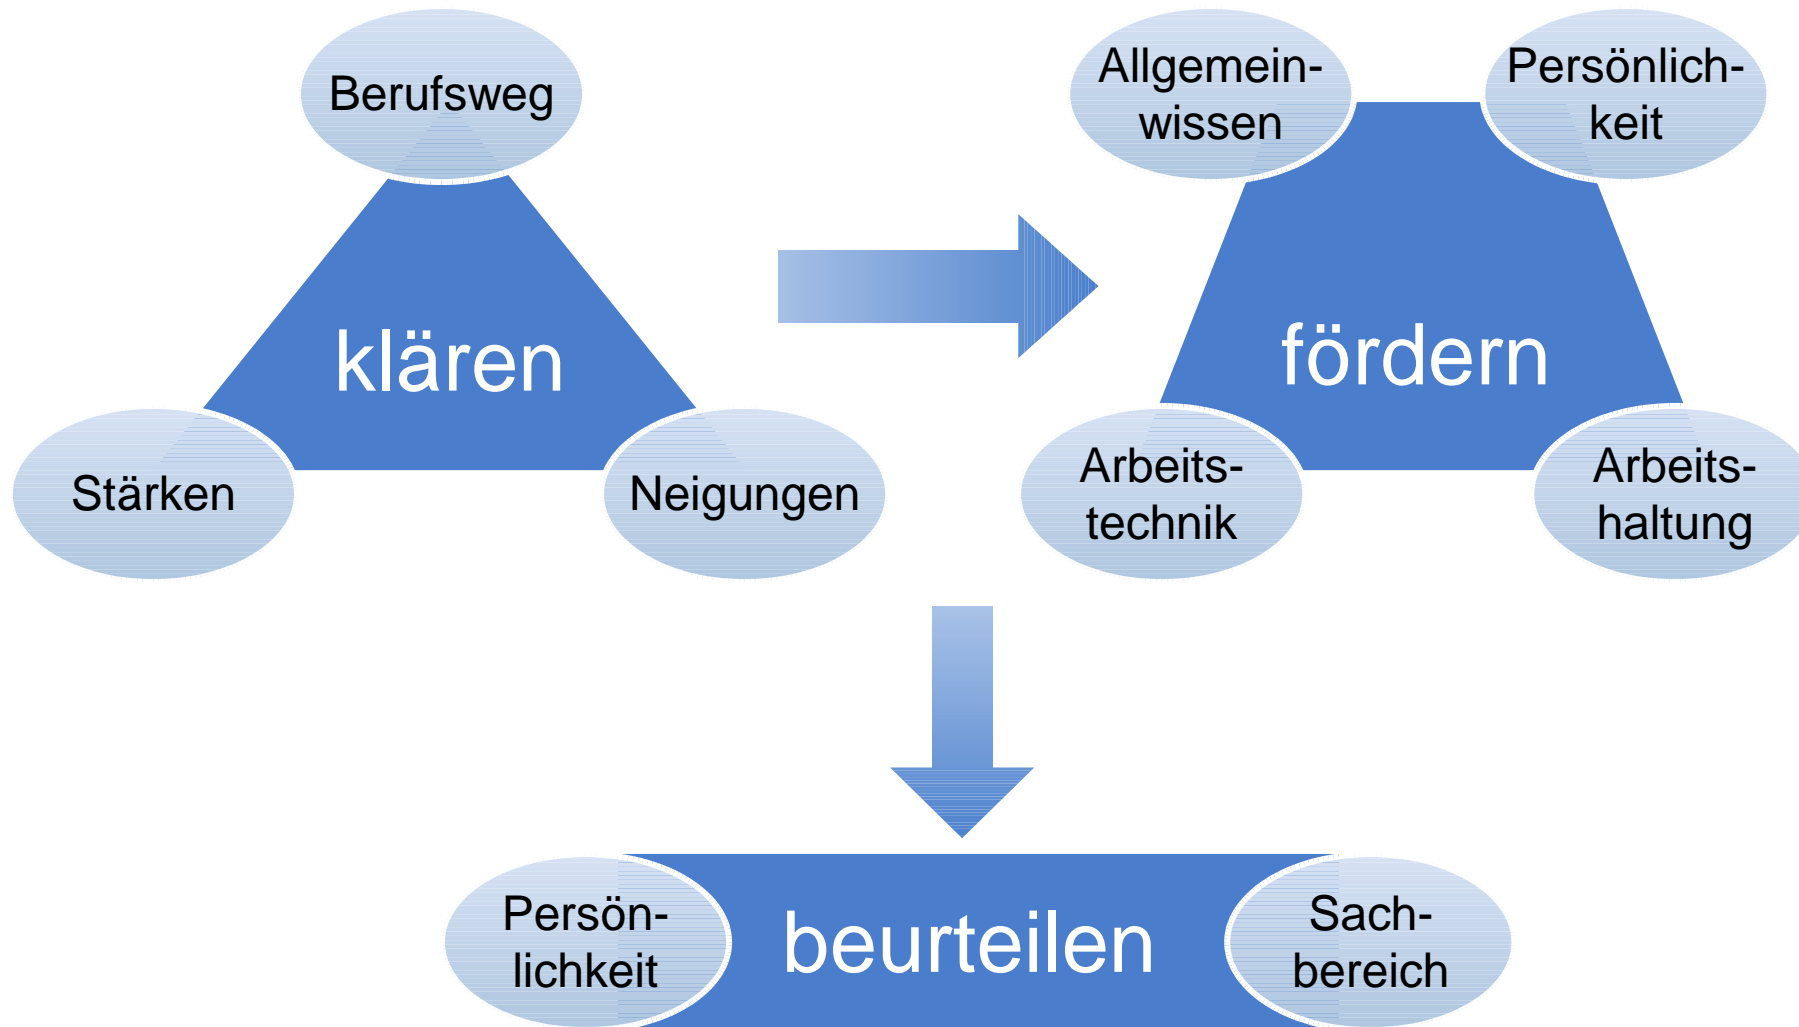 Berufsweg
klären
Stärken
Neigungen
Allgemein-
wissen
Persönlich-
keit
fördern
Arbeits-
technik
Arbeits-
haltung
Persön-
lichkeit
beurteilen
Sach-
bereich